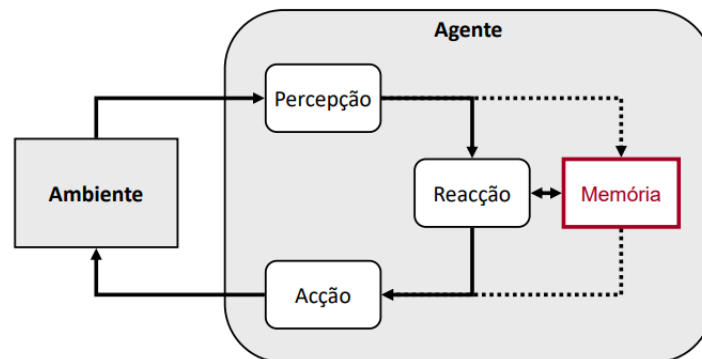 Agente
Percepção
Ambiente
Reacção
Memória
Acção